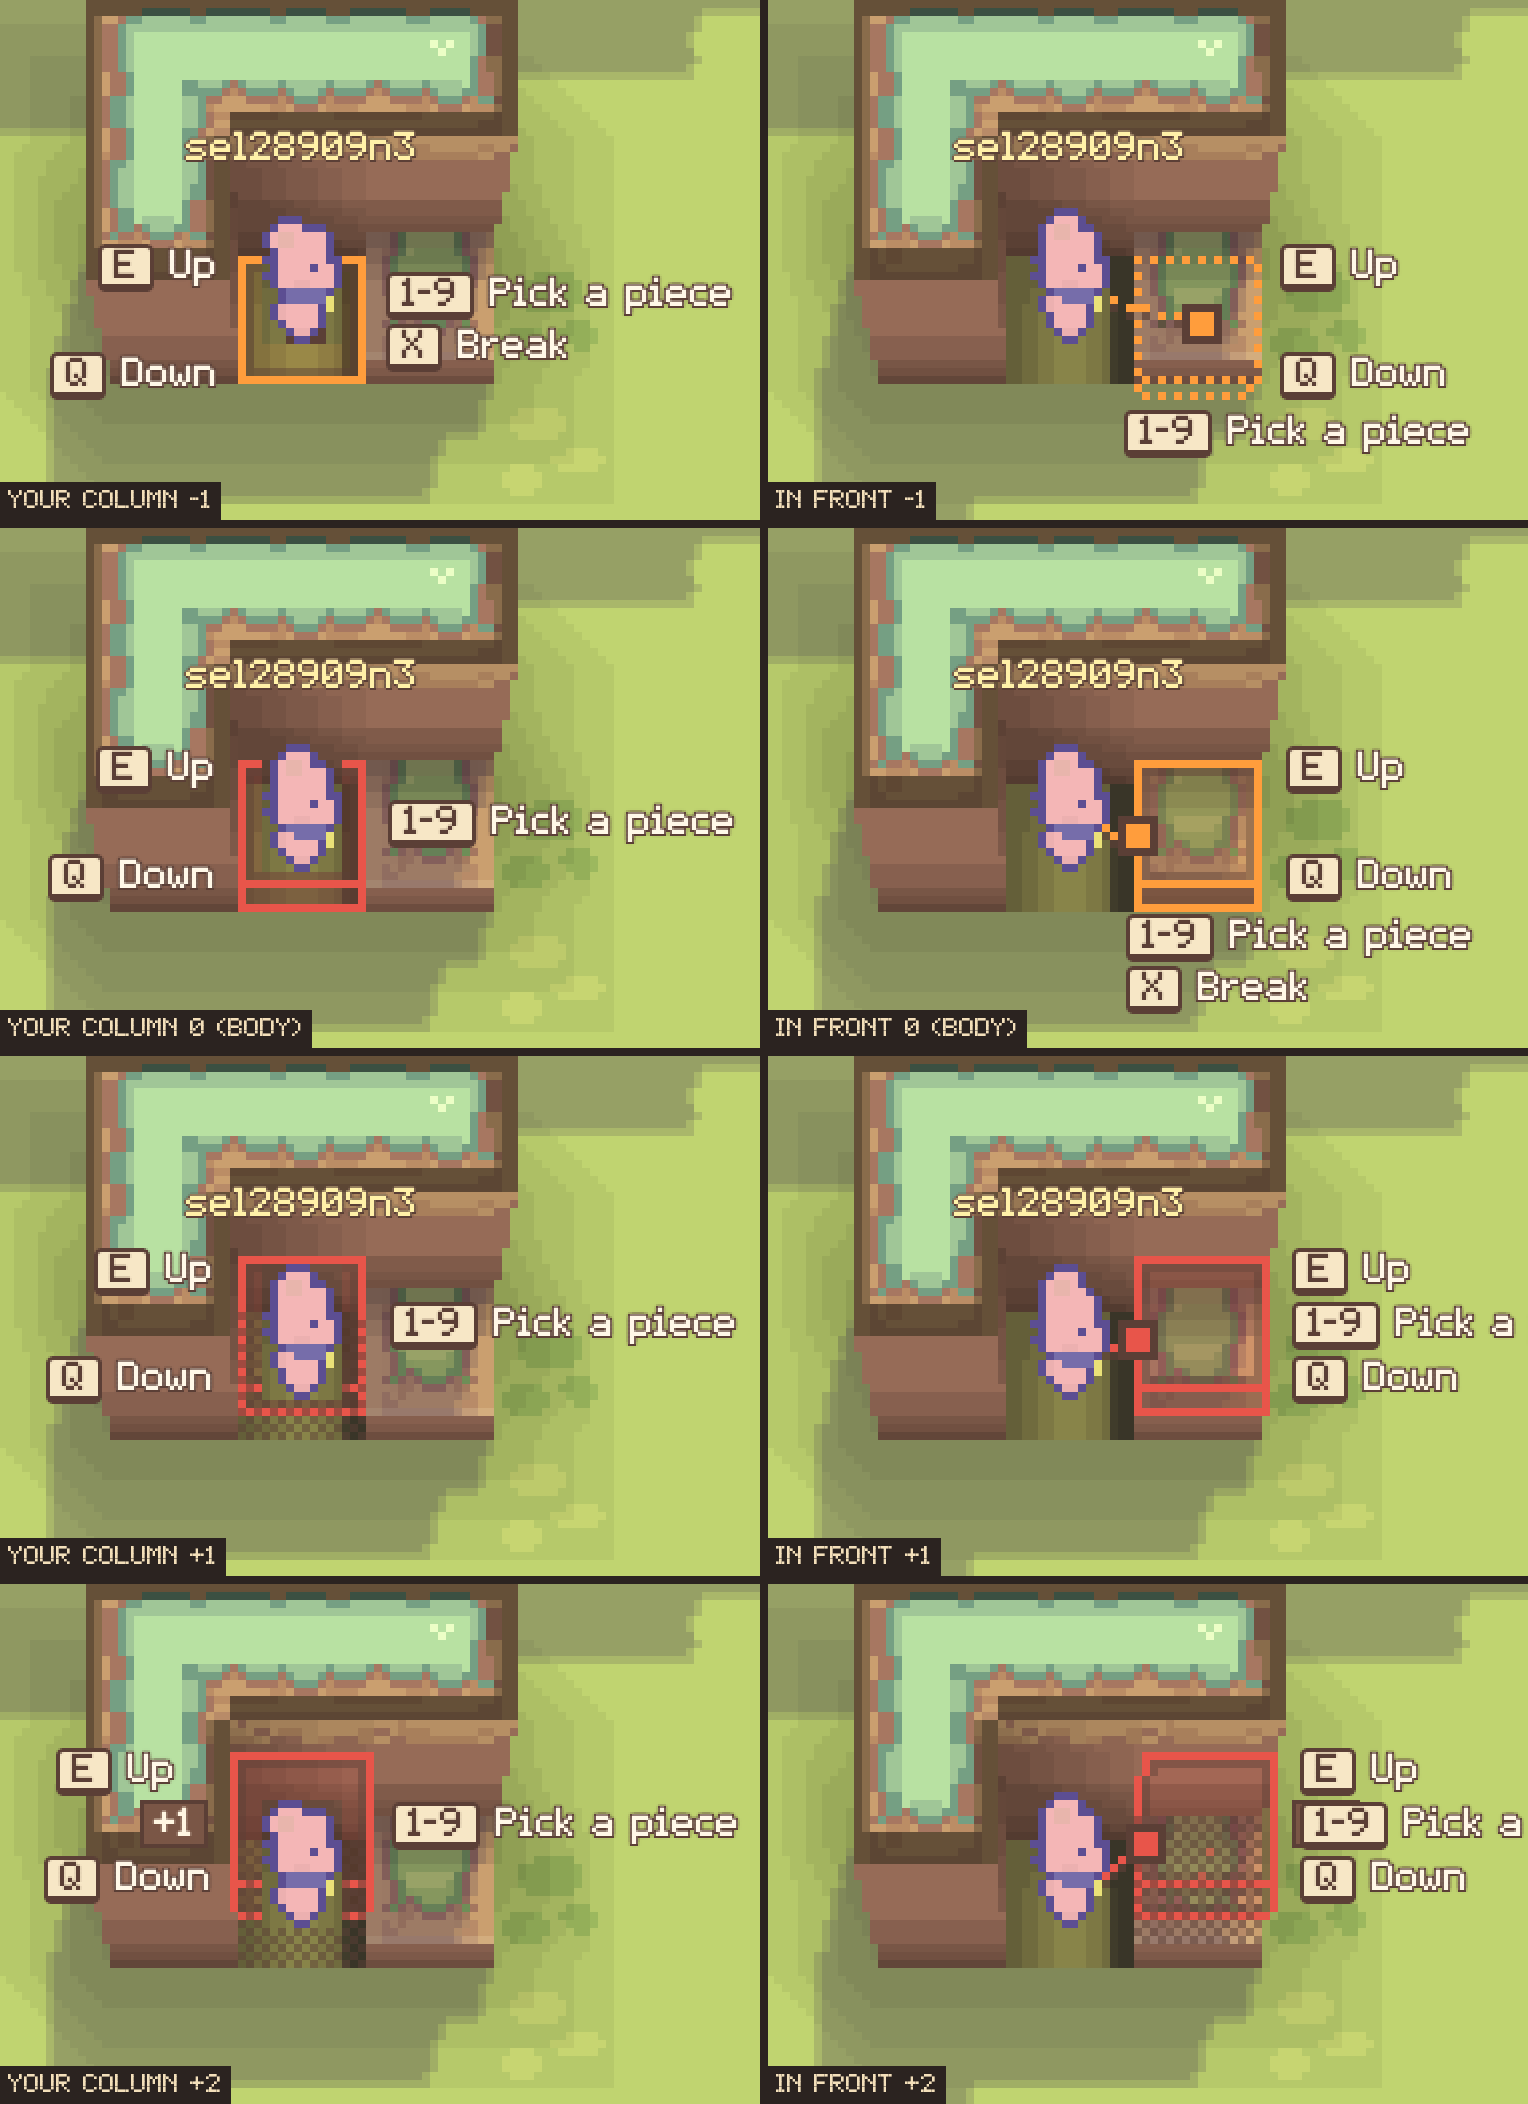 sel28909n3
E Up
1-9 Pick a piece
X Break
Q Down
YOUR COLUMN -1
sel28909n3
E Up
Q Down
1-9 Pick a piece
IN FRONT -1
sel28909n3
E Up
1-9 Pick a piece
Q Down
YOUR COLUMN 0 (BODY)
sel28909n3
E Up
Q Down
1-9 Pick a piece
X Break
IN FRONT 0 (BODY)
sel28909n3
E Up
1-9 Pick a piece
Q Down
YOUR COLUMN +1
sel28909n3
E Up
1-9 Pick a
Q Down
IN FRONT +1
E Up
+1
1-9 Pick a piece
Q Down
YOUR COLUMN +2
E Up
1-9 Pick a
Q Down
IN FRONT +2